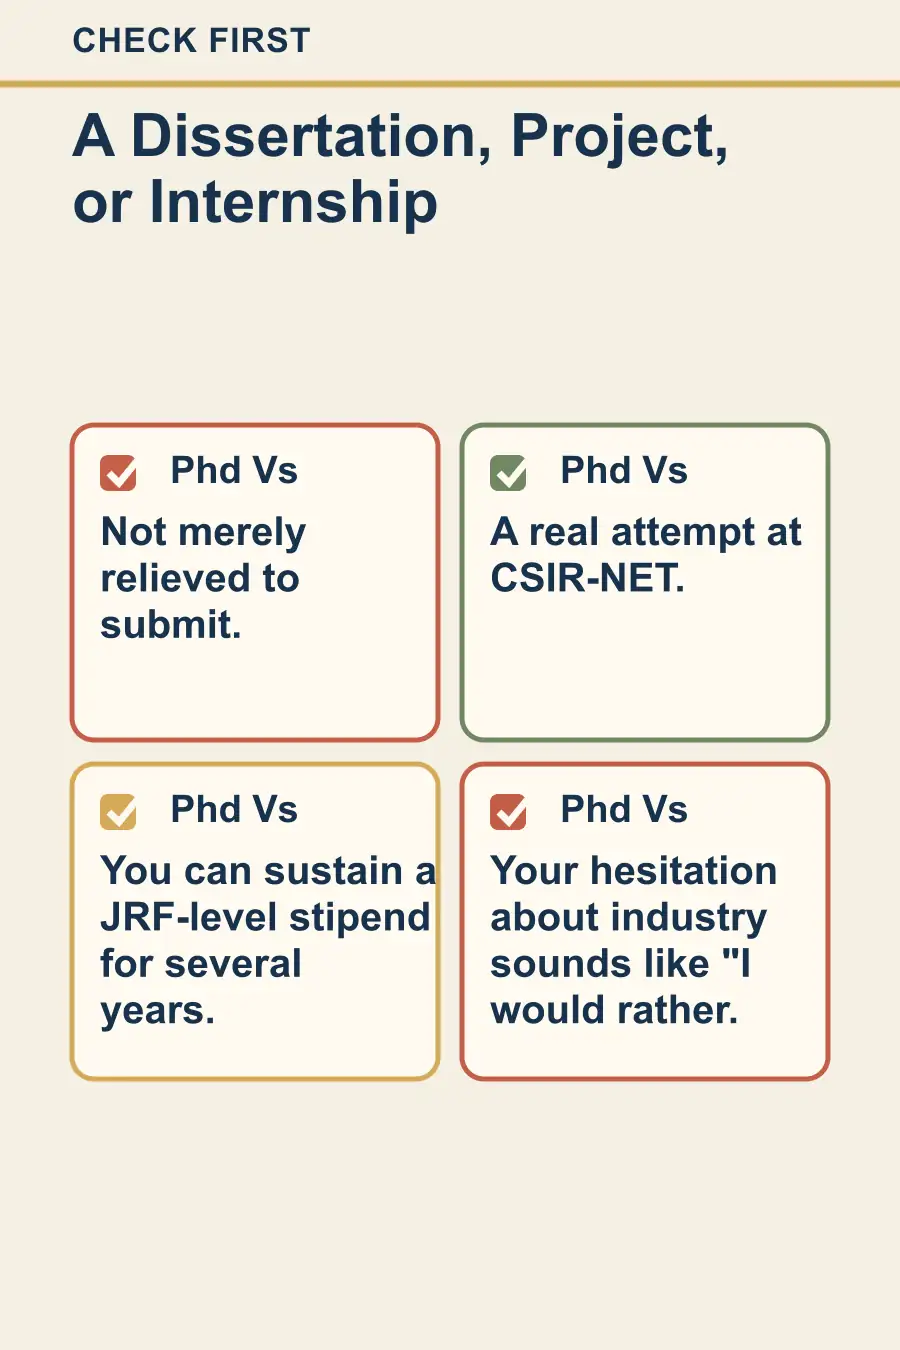 CHECK FIRST
A Dissertation, Project,
or Internship
Phd Vs
Not merely
relieved to
submit.
Phd Vs
A real attempt at
CSIR-NET.
Phd Vs
You can sustain a
JRF-level stipend
for several
years.
Phd Vs
Your hesitation
about industry
sounds like "I
would rather.